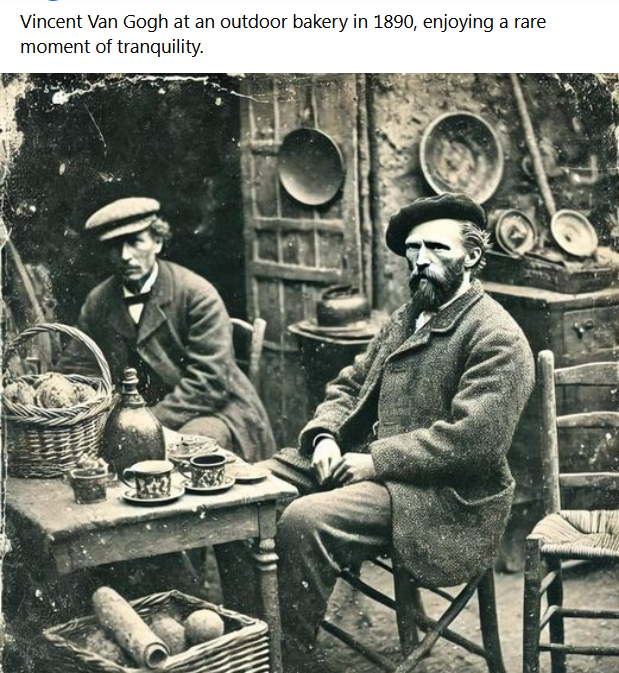 Vincent Van Gogh at an outdoor bakery in 1890, enjoying a rare
moment of tranquility.